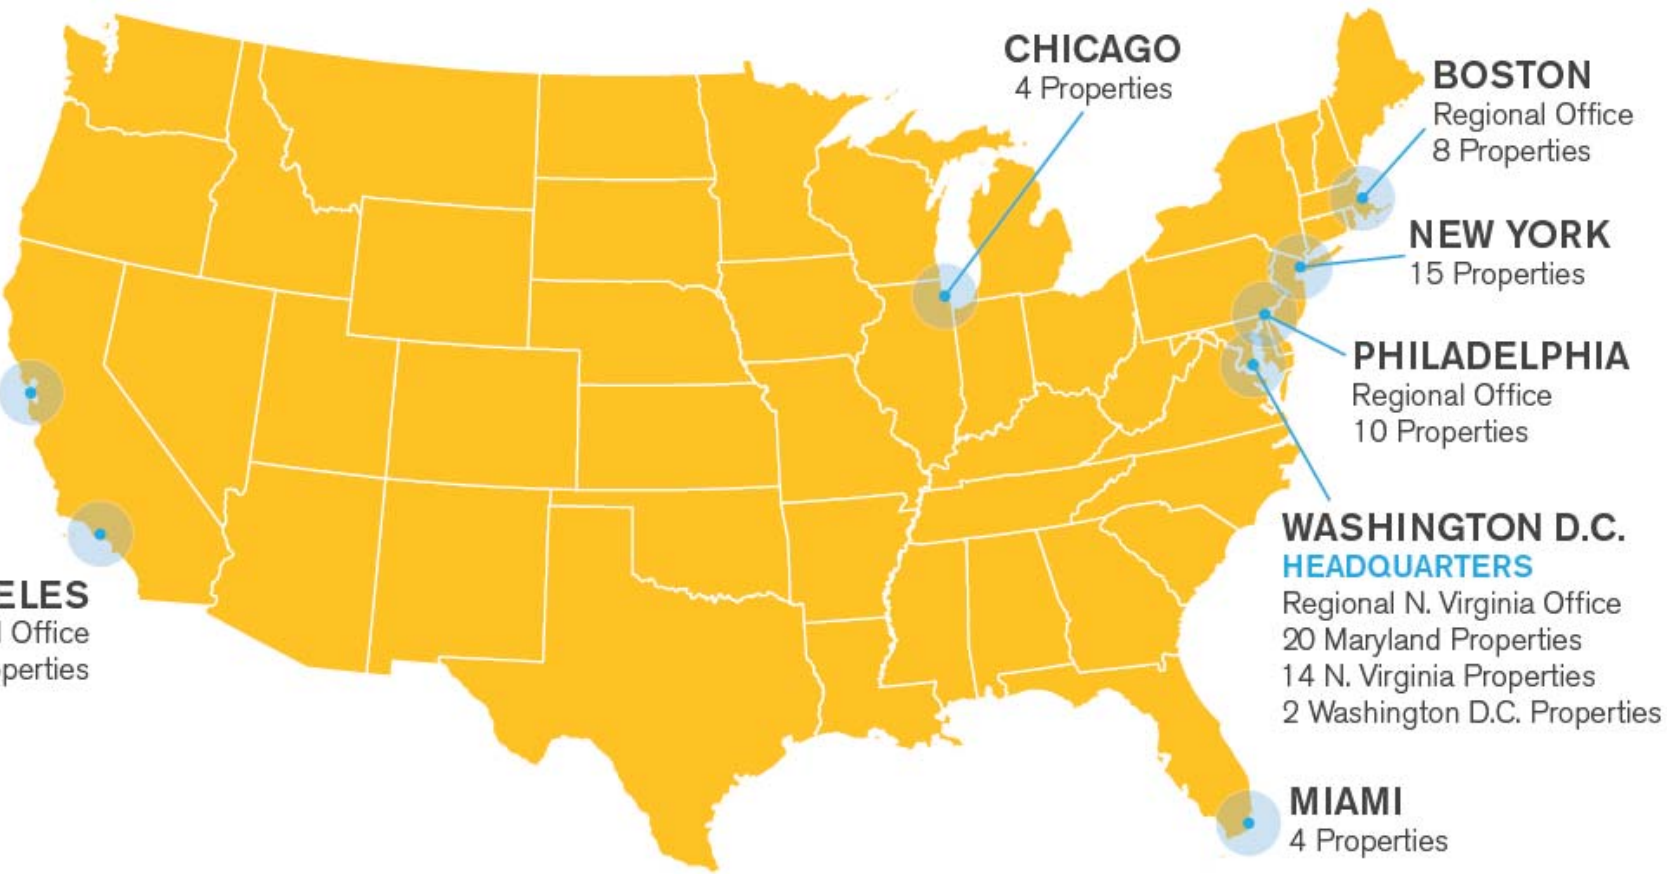 CHICAGO
4 Properties
BOSTON
Regional Office
8 Properties
NEW YORK
15 Properties
PHILADELPHIA
Regional Office
10 Properties
WASHINGTON D.C.
HEADQUARTERS
Regional N. Virginia Office
20 Maryland Properties
14 N. Virginia Properties
2 Washington D.C. Properties
ELES
Office
perties
MIAMI
4 Properties